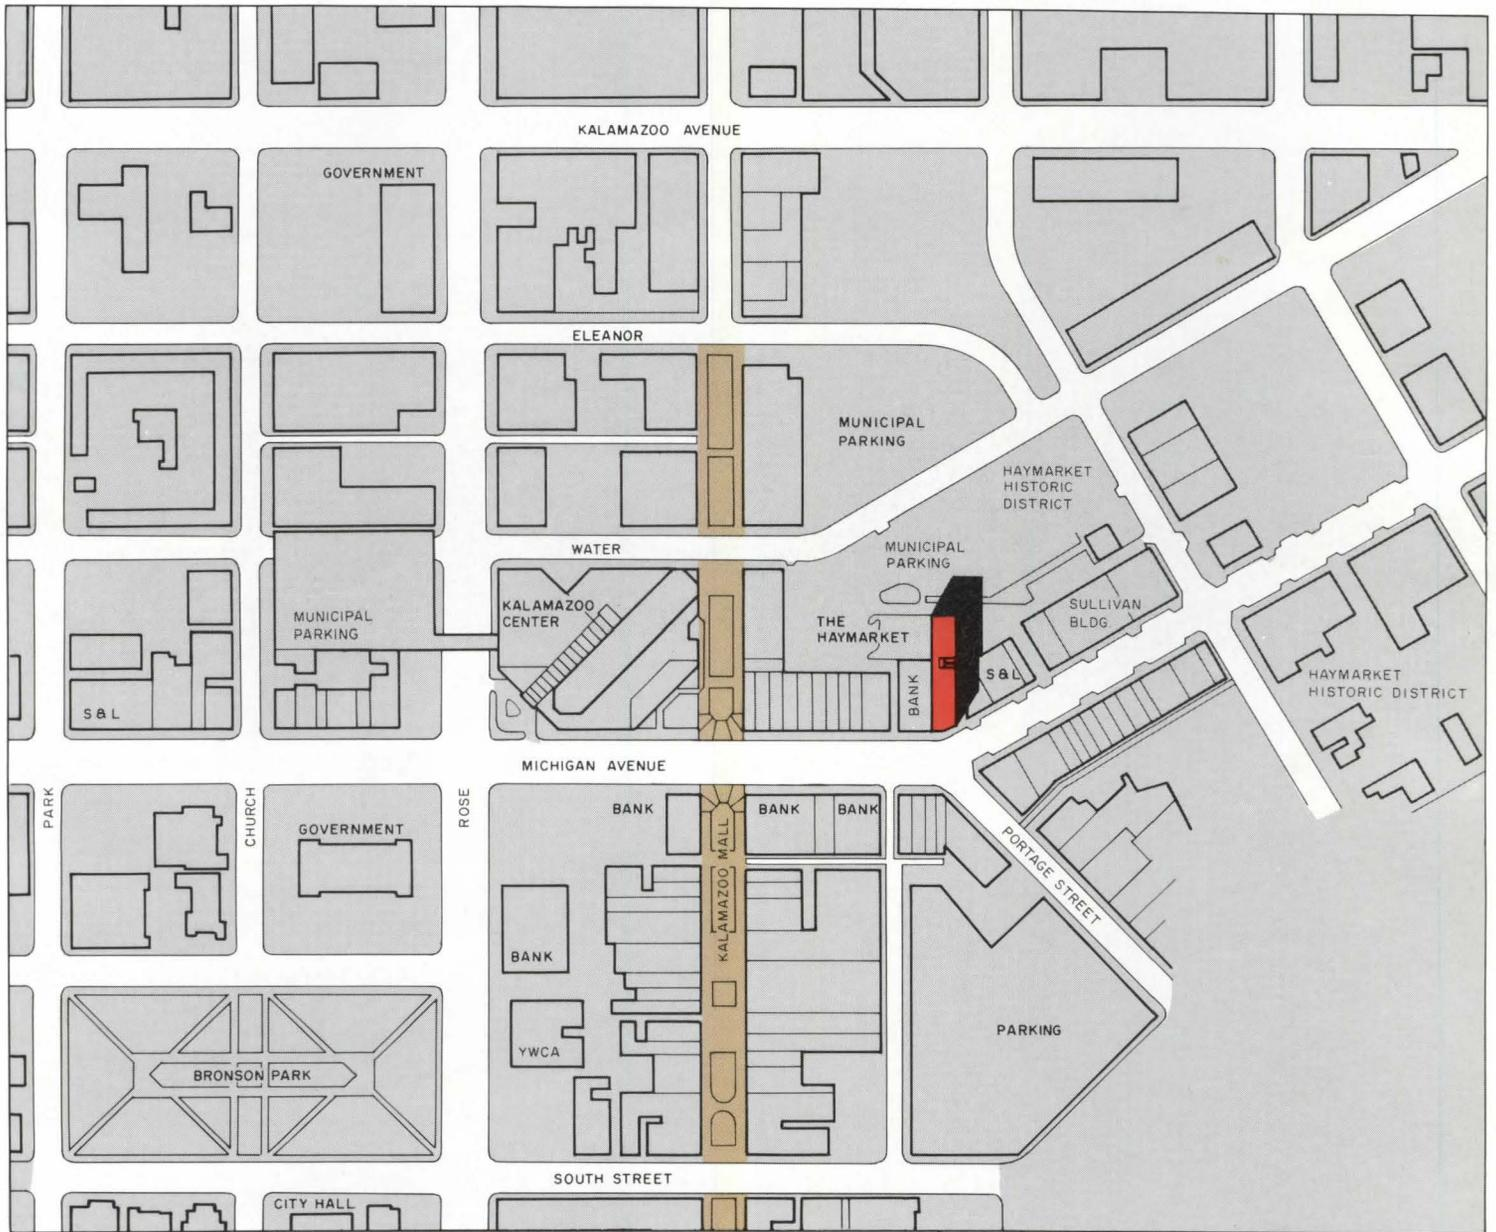 KALAMAZOO AVENUE
GOVERNMENT
ELEANOR
MUNICIPAL
PARKING
HAYMARKET
HISTORIC
DISTRICT
WATER
MUNICIPAL
PARKING
KALAMAZOO
CENTER
MUNICIPAL
PARKING
THE
HAYMARKET
SULLIVAN
BLDG.
S&L
BANK
HAYMARKET
HISTORIC DISTRICT
S&L
MICHIGAN AVENUE
PARK
CHURCH
ROSE
GOVERNMENT
BANK
BANK
BANK
KALAMAZOO MALL
PORTAGE STREET
BANK
YWCA
PARKING
BRONSON PARK
SOUTH STREET
CITY HALL